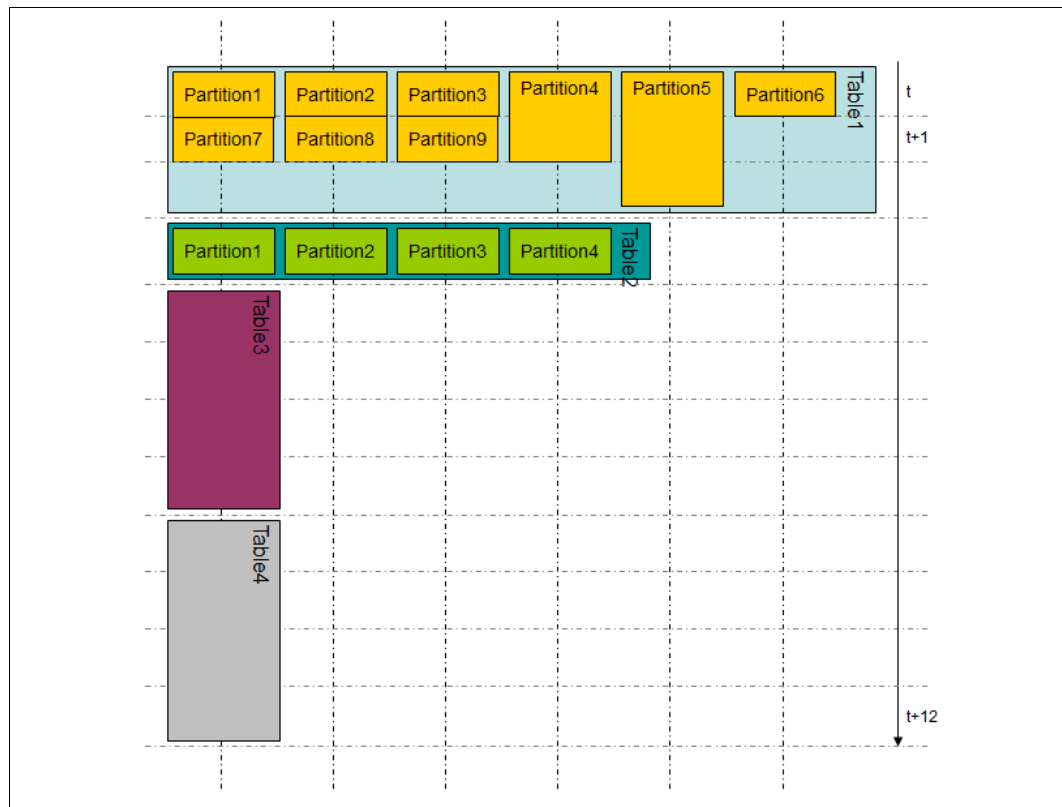 Partition1
Partition2
Partition3
Partition4
Partition5
Partition6
Table1
t
Partition7
Partition8
Partition9
t+1
Partition1
Partition2
Partition3
Partition4
Table2
Table3
Table4
t+12